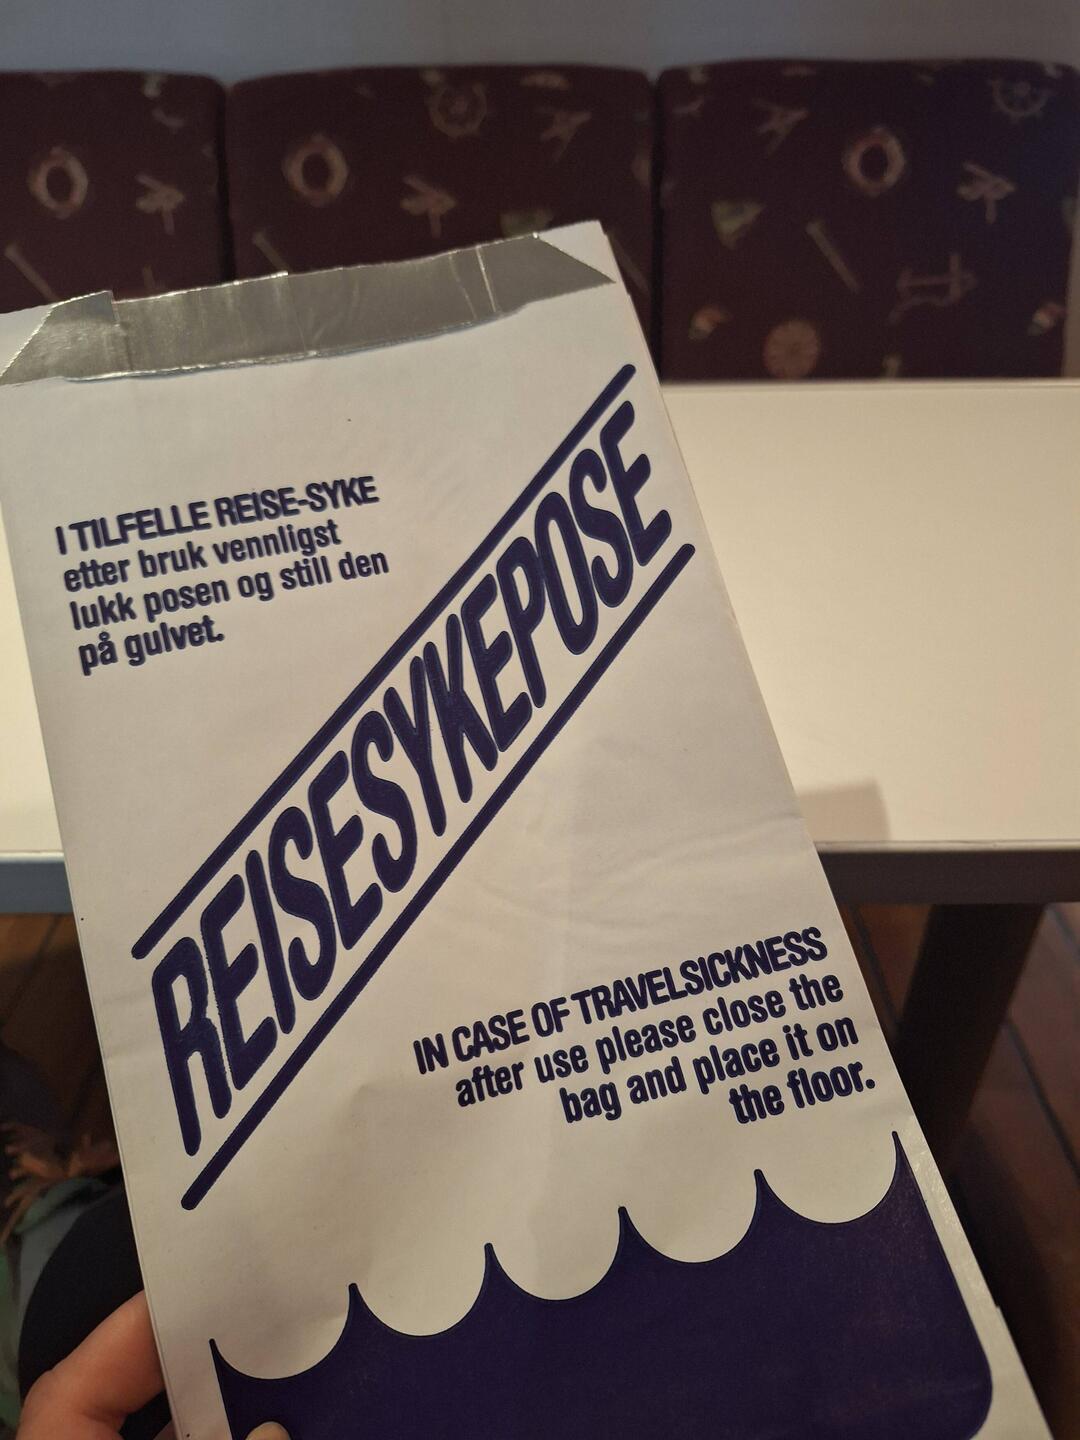 I TILFELLE REISE-SYKE
etter bruk vennligst
lukk posen og still den
på gulvet.
REISESYKEPOSE
IN CASE OF TRAVELSICKNESS
after use please close the
bag and place it on
the floor.